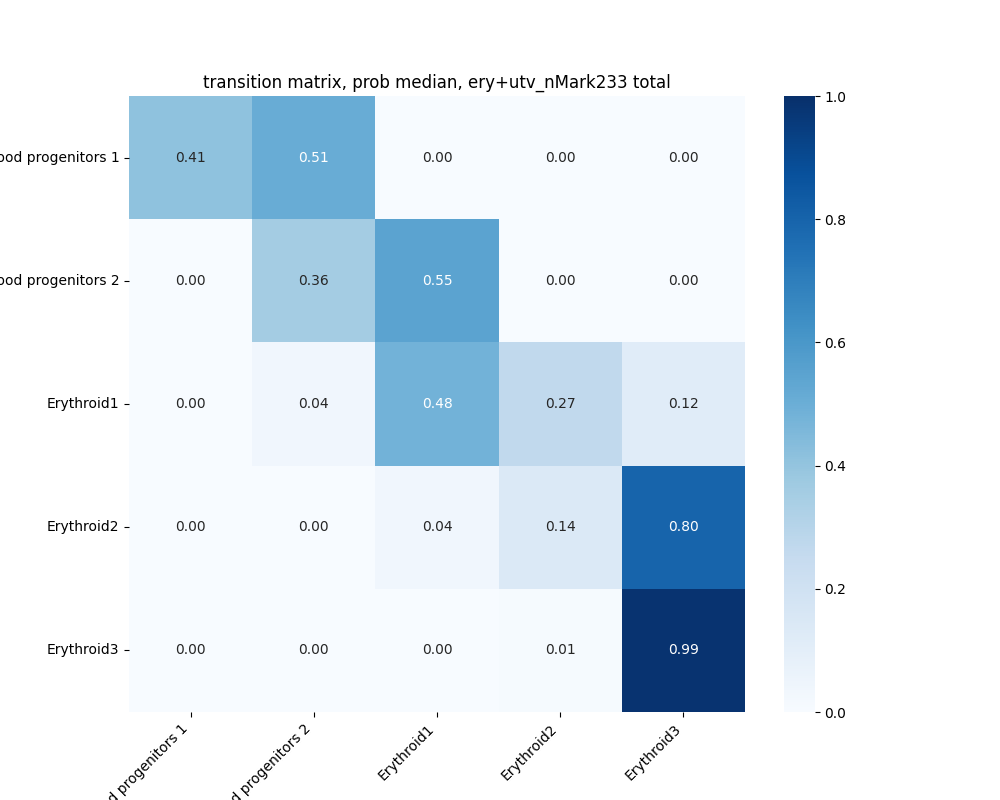 transition matrix, prob median, ery+utv_nMark233 total
ood progenitors 1
0.41 0.51 0.00 0.00 0.00
ood progenitors 2
0.00 0.36 0.55 0.00 0.00
Erythroid1
0.00 0.04 0.48 0.27 0.12
Erythroid2
0.00 0.00 0.04 0.14 0.80
Erythroid3
0.00 0.00 0.00 0.01 0.99
d progenitors 1
d progenitors 2
Erythroid1
Erythroid2
Erythroid3
1.0
0.8
0.6
0.4
0.2
0.0